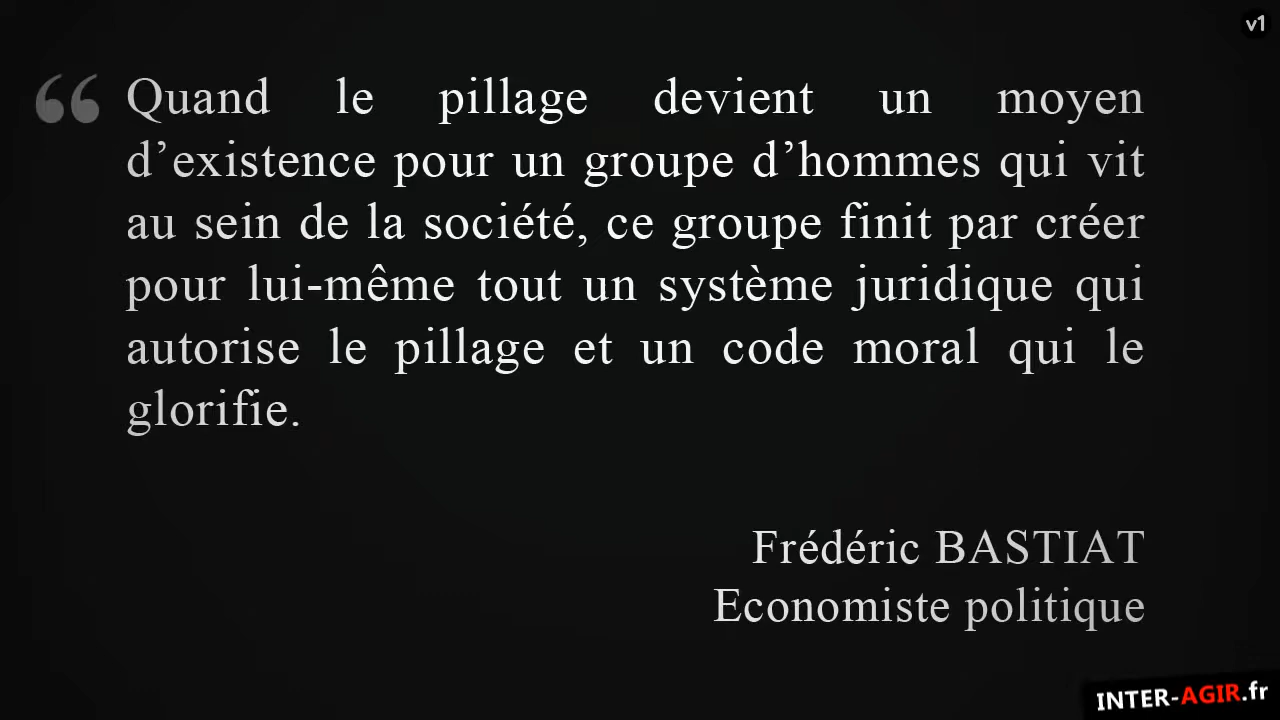 v1
“ Quand le pillage devient un moyen
d’existence pour un groupe d’hommes qui vit
au sein de la société, ce groupe finit par créer
pour lui-même tout un système juridique qui
autorise le pillage et un code moral qui le
glorifie.
Frédéric BASTIAT
Economiste politique
INTER-AGIR.fr